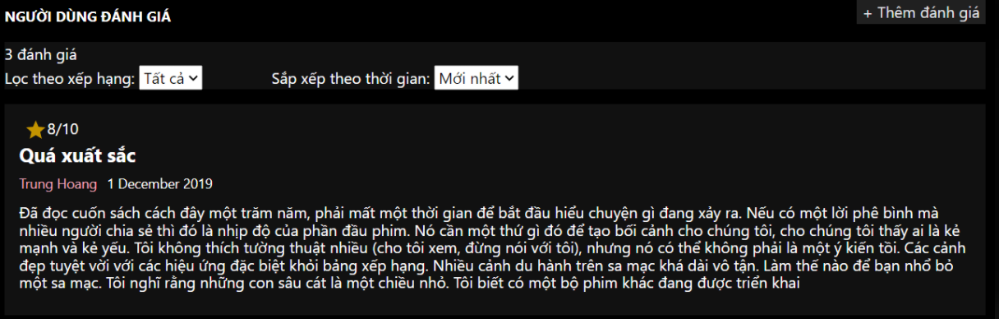 NGƯỜI DÙNG ĐÁNH GIÁ
+ Thêm đánh giá
3 đánh giá
Lọc theo xếp hạng: Tất cả Sắp xếp theo thời gian: Mới nhất
8/10
Quá xuất sắc
Trung Hoang 1 December 2019
Đã đọc cuốn sách cách đây một trăm năm, phải mất một thời gian để bắt đầu hiểu chuyện gì đang xảy ra. Nếu có một lời phê bình mà
nhiều người chia sẻ thì đó là nhịp độ của phần đầu phim. Nó cần một thứ gì đó để tạo bối cảnh cho chúng tôi, cho chúng tôi thấy ai là kẻ
mạnh và kẻ yếu. Tôi không thích tường thuật nhiều (cho tôi xem, đừng nói với tôi), nhưng nó có thể không phải là một ý kiến tồi. Các cảnh
đẹp tuyệt vời với các hiệu ứng đặc biệt khỏi bảng xếp hạng. Nhiều cảnh du hành trên sa mạc khá dài vô tận. Làm thế nào để bạn nhổ bỏ
một sa mạc. Tôi nghĩ rằng những con sâu cát là một chiều nhỏ. Tôi biết có một bộ phim khác đang được triển khai